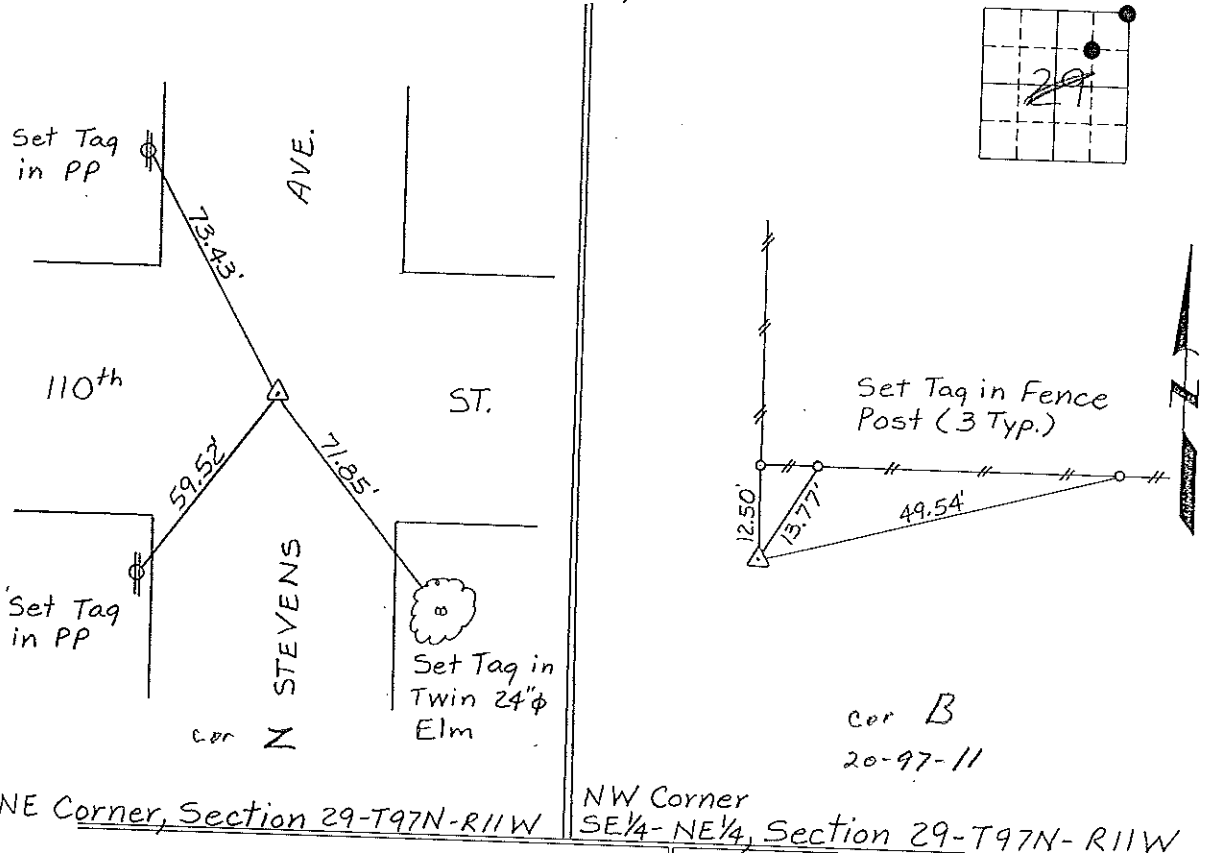 Set Tag
in PP
73.43'
AVE.
110th
ST.
59.52'
71.85'
Set Tag
in PP
N STEVENS
Set Tag in
Twin 24"φ
Elm
cor
NE Corner, Section 29-T97N-R11W
29
N
Set Tag in Fence
Post (3 Typ.)
12.50'
13.77'
49.54'
cor B
20-97-11
NW Corner
SE1/4-NE1/4, Section 29-T97N-R11W